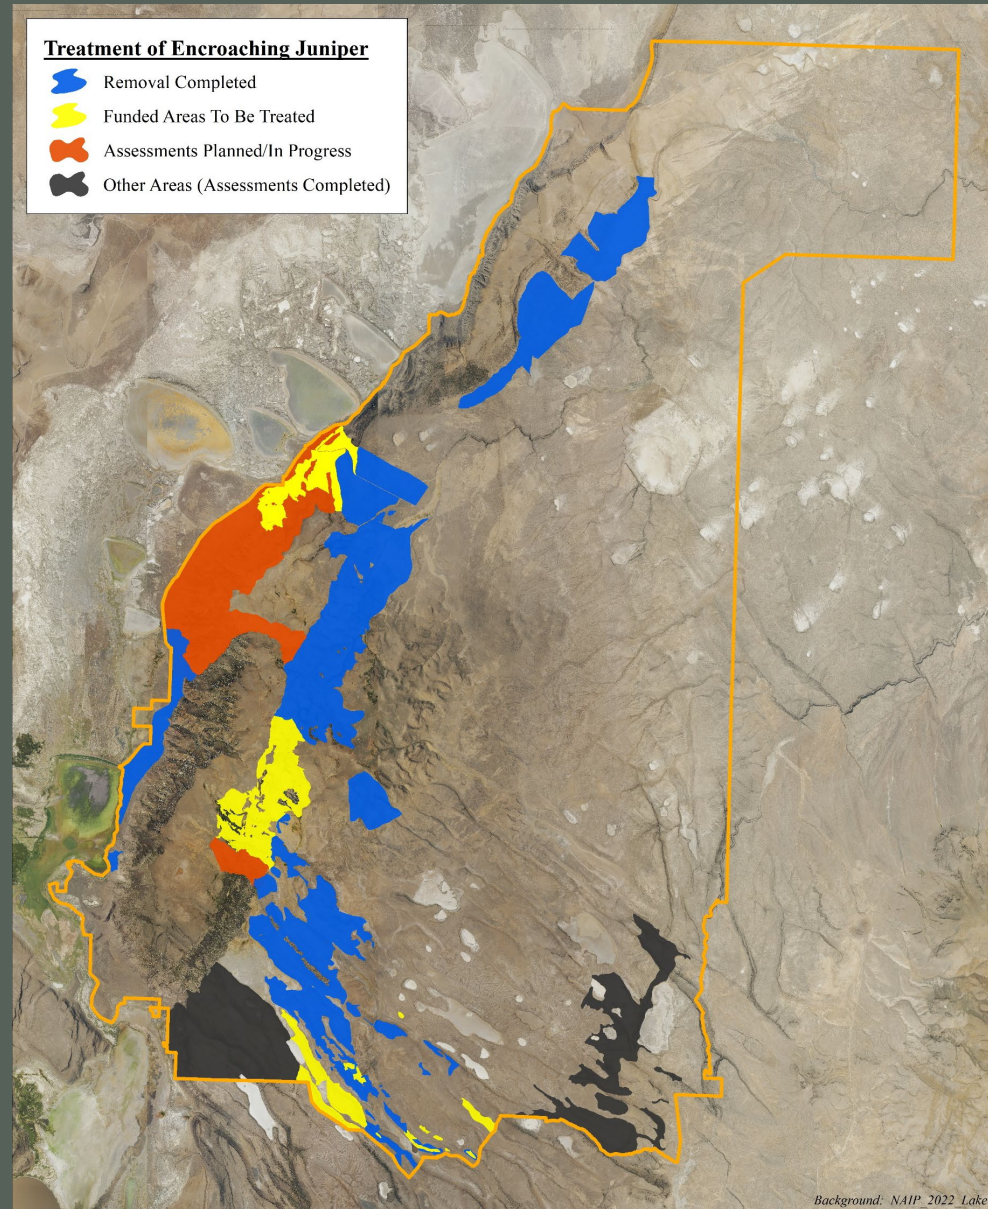 Treatment of Encroaching Juniper
Removal Completed
Funded Areas To Be Treated
Assessments Planned/In Progress
Other Areas (Assessments Completed)
Background: NAIP_2022_Lake